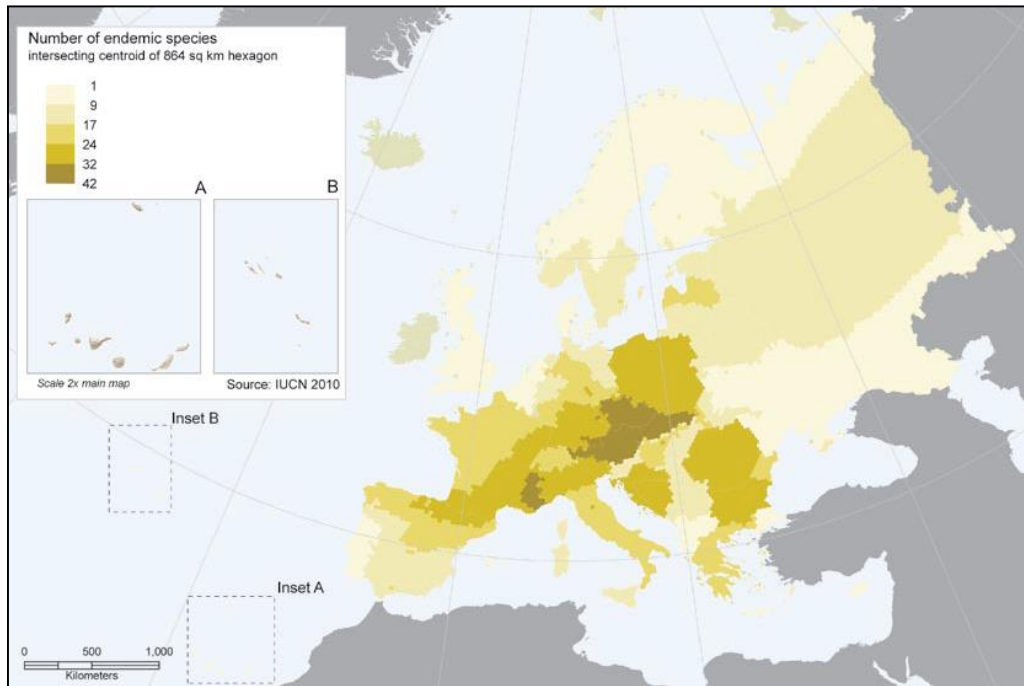 Number of endemic species
intersecting centroid of 864 sq km hexagon
1
9
17
24
32
42
A
B
Scale 2x main map
Source: IUCN 2010
Inset B
Inset A
0 500 1,000
Kilometers